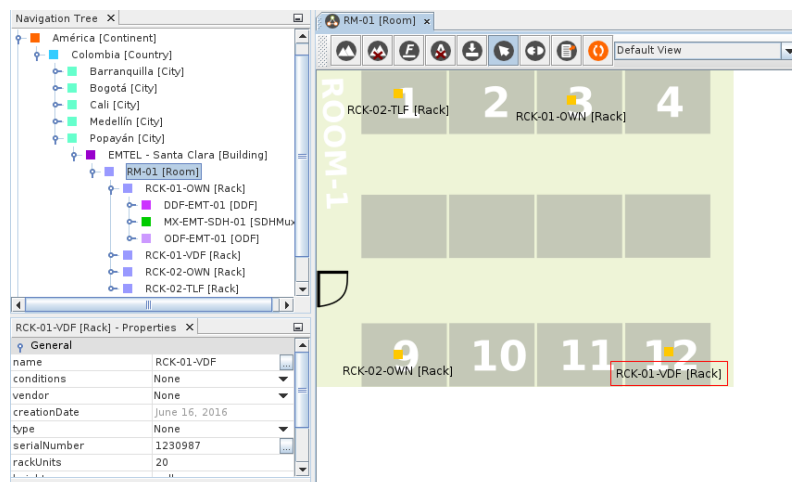 Navigation Tree
América [Continent]
Colombia [Country]
Barranquilla [City]
Bogotá [City]
Cali [City]
Medellín [City]
Popayán [City]
EMTEL - Santa Clara [Building]
RM-01 [Room]
RCK-01-OWN [Rack]
DDF-EMT-01 [DDF]
MX-EMT-SDH-01 [SDHMux
ODF-EMT-01 [ODF]
RCK-01-VDF [Rack]
RCK-02-OWN [Rack]
RCK-02-TLF [Rack]
RCK-01-VDF [Rack] - Properties
General
name RCK-01-VDF ...
conditions None
vendor None
creationDate June 16, 2016
type None
serialNumber 1230987 ...
rackUnits 20
RM-01 [Room]
E
Default View
ROOM-1
1 2 3 4
RCK-02-TLF [Rack]
RCK-01-OWN [Rack]
9 10 11 12
RCK-02-OWN [Rack]
RCK-01-VDF [Rack]